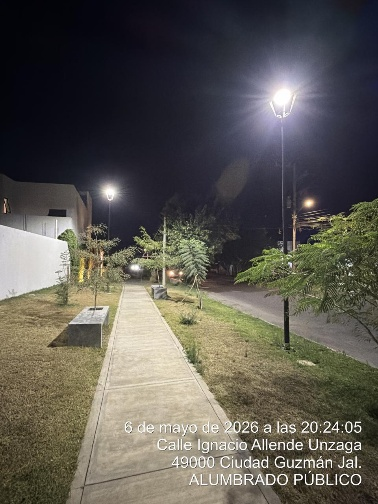 6 de mayo de 2026 a las 20:24:05
Calle Ignacio Allende Unzaga
49000 Ciudad Guzmán Jal.
ALUMBRADO PÚBLICO